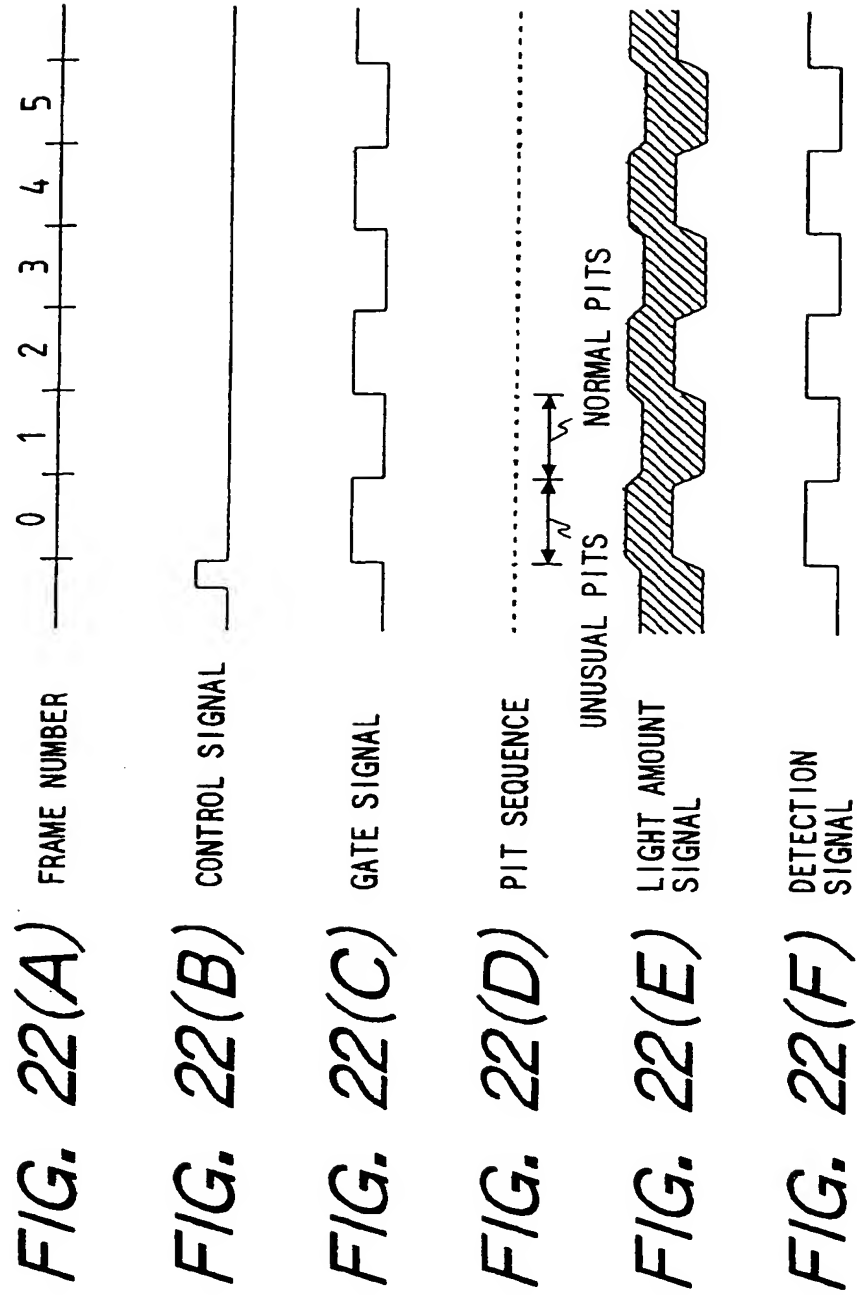 FIG. 22(A) FRAME NUMBER 0 1 2 3 4 5
FIG. 22(B) CONTROL SIGNAL
FIG. 22(C) GATE SIGNAL
FIG. 22(D) PIT SEQUENCE
UNUSUAL PITS NORMAL PITS
FIG. 22(E) LIGHT AMOUNT
SIGNAL
FIG. 22(F) DETECTION
SIGNAL